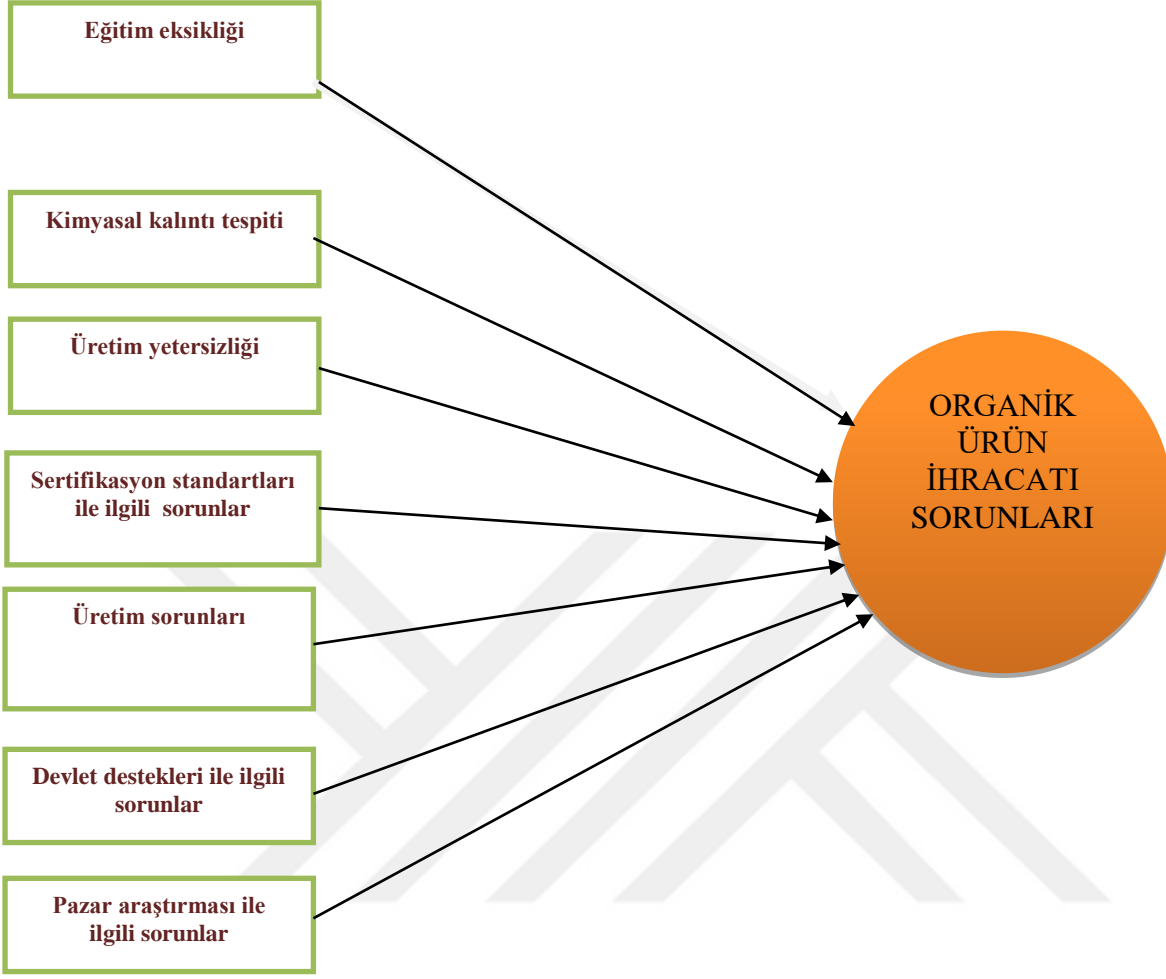 Eğitim eksikliği
Kimyasal kalıntı tespiti
Üretim yetersizliği
Sertifikasyon standartları
ile ilgili sorunlar
Üretim sorunları
Devlet destekleri ile ilgili
sorunlar
Pazar araştırması ile
ilgili sorunlar
ORGANİK
ÜRÜN
İHRACATI
SORUNLARI